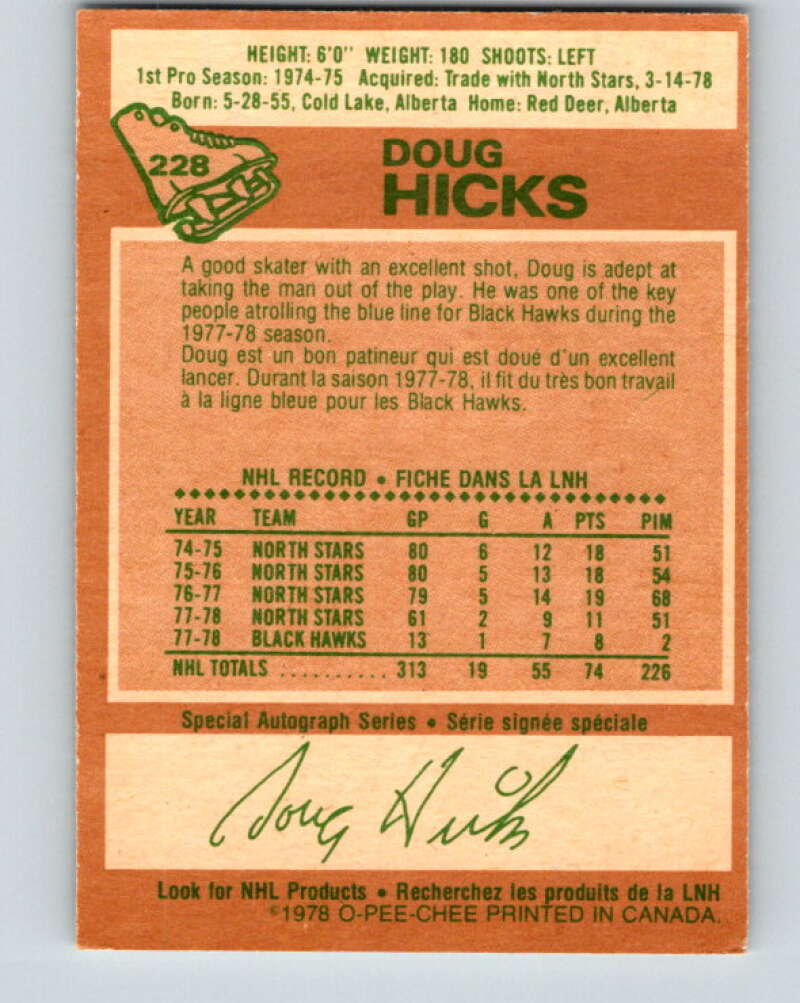 HEIGHT: 6'0" WEIGHT: 180 SHOOTS: LEFT
1st Pro Season: 1974-75 Acquired: Trade with North Stars, 3-14-78
Born: 5-28-55, Cold Lake, Alberta Home: Red Deer, Alberta
228
DOUG
HICKS
A good skater with an excellent shot, Doug is adept at
taking the man out of the play. He was one of the key
people atrolling the blue line for Black Hawks during the
1977-78 season.
Doug est un bon patineur qui est doué d'un excellent
lancer. Durant la saison 1977-78, il fit du très bon travail
à la ligne bleue pour les Black Hawks.
NHL RECORD • FICHE DANS LA LNH
YEAR TEAM GP G A PTS PIM
74-75 NORTH STARS 80 6 12 18 51
75-76 NORTH STARS 80 5 13 18 54
76-77 NORTH STARS 79 5 14 19 68
77-78 NORTH STARS 61 2 9 11 51
77-78 BLACK HAWKS 13 1 7 8 2
NHL TOTALS .......... 313 19 55 74 226
Special Autograph Series • Série signée spéciale
Doug Hicks
Look for NHL Products • Recherchez les produits de la LNH
©1978 O-PEE-CHEE PRINTED IN CANADA.